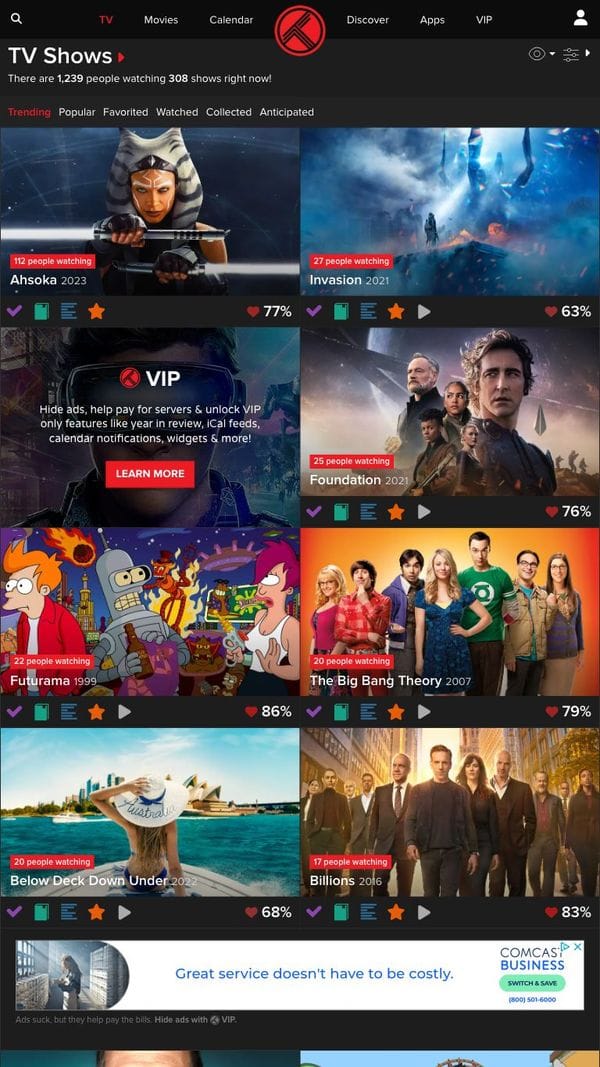 TV Movies Calendar Discover Apps VIP
TV Shows
There are 1,239 people watching 308 shows right now!
Trending Popular Favorited Watched Collected Anticipated
112 people watching
Ahsoka 2023
77%
27 people watching
Invasion 2021
63%
VIP
Hide ads, help pay for servers & unlock VIP
only features like year in review, iCal feeds,
calendar notifications, widgets & more!
LEARN MORE
25 people watching
Foundation 2021
76%
22 people watching
Futurama 1999
86%
20 people watching
The Big Bang Theory 2007
79%
Australia
20 people watching
Below Deck Down Under 2022
68%
17 people watching
Billions 2016
83%
Great service doesn't have to be costly.
COMCAST
BUSINESS
SWITCH & SAVE
(800) 501-6000
Ads suck, but they help pay the bills. Hide ads with VIP.